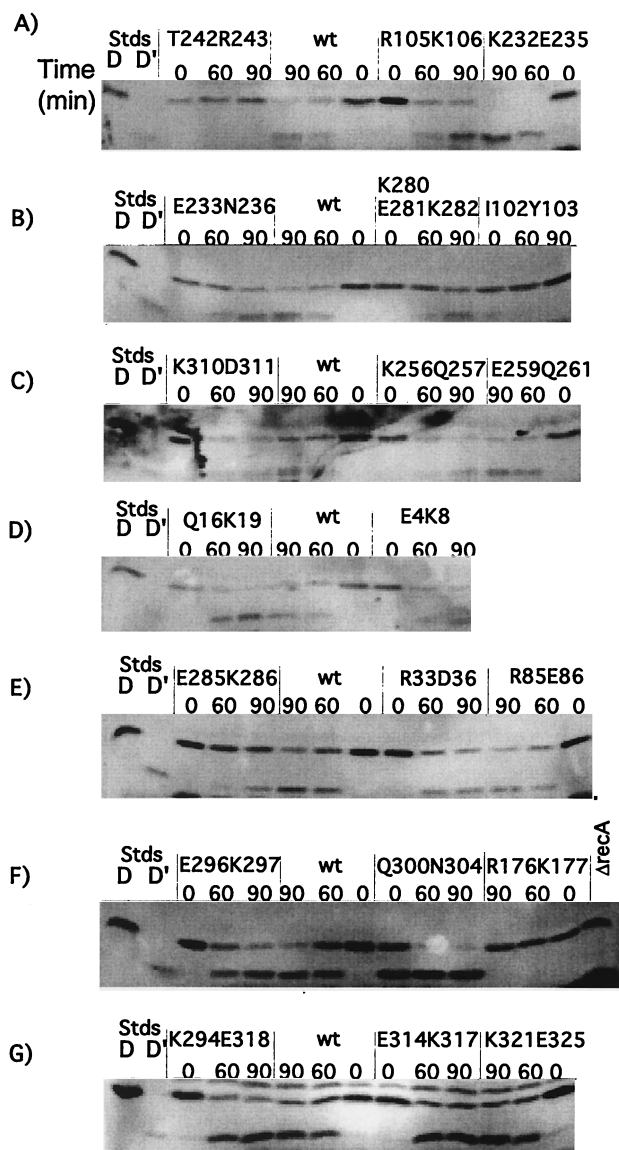 A)
Stds T242R243 wt R105K106 K232E235
D D'
Time 0 60 90 90 60 0 0 60 90 90 60 0
(min)
K280
B) Stds E233N236 wt E281K282 I102Y103
D D' 0 60 90 90 60 0 0 60 90 0 60 90
Stds K310D311 wt K256Q257 E259Q261
C) D D' 0 60 90 90 60 0 0 60 90 90 60 0
Stds Q16K19 wt E4K8
D) D D' 0 60 90 90 60 0 0 60 90
Stds E285K286 wt R33D36 R85E86
E) D D' 0 60 90 90 60 0 0 60 90 90 60 0
Stds E296K297 wt Q300N304 R176K177 ΔrecA
F) D D' 0 60 90 90 60 0 0 60 90 90 60 0
Stds K294E318 wt E314K317 K321E325
G) D D' 0 60 90 90 60 0 0 60 90 90 60 0